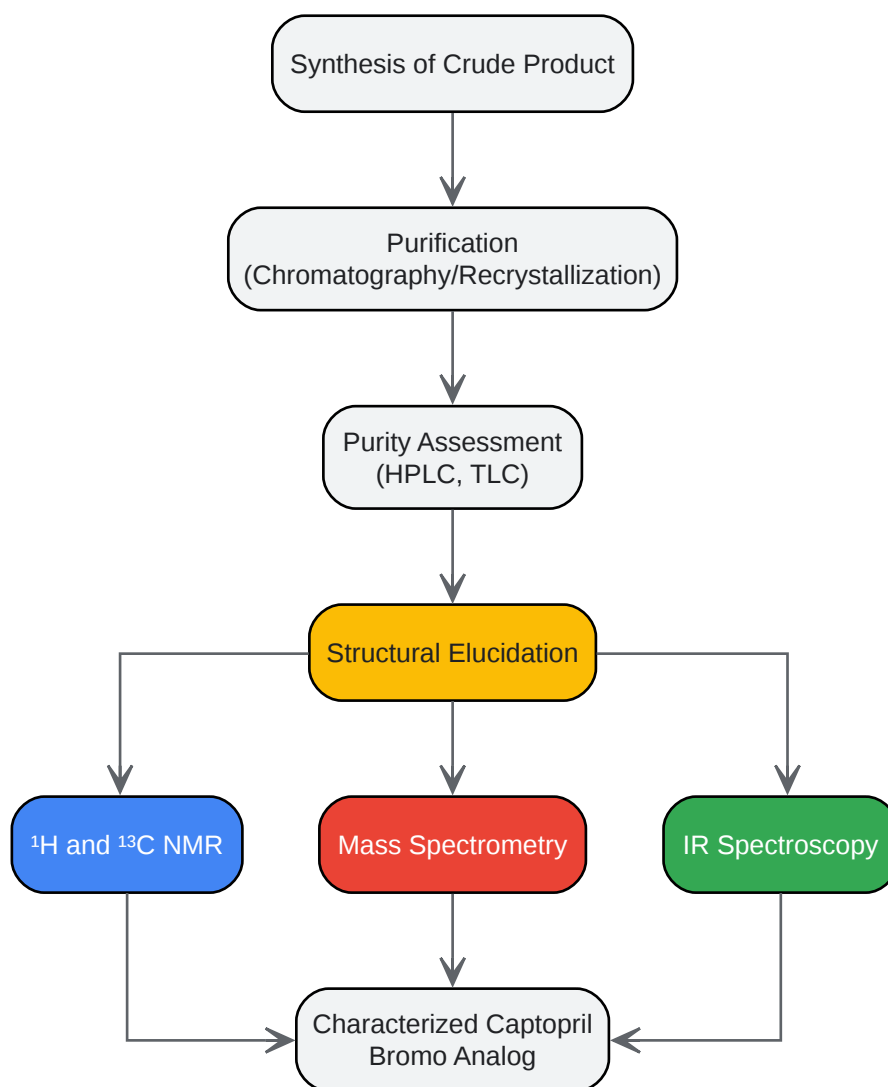 Synthesis of Crude Product
Purification
(Chromatography/Recrystallization)
Purity Assessment
(HPLC, TLC)
Structural Elucidation
¹H and ¹³C NMR
Mass Spectrometry
IR Spectroscopy
Characterized Captopril
Bromo Analog